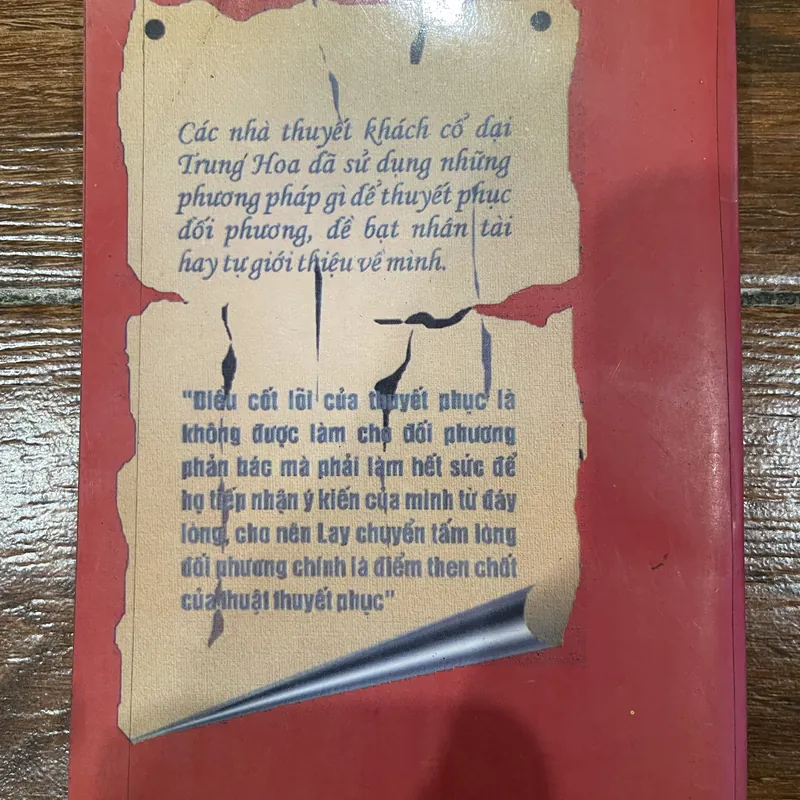 Các nhà thuyết khách cổ đại
Trung Hoa đã sử dụng những
phương pháp gì để thuyết phục
đối phương, đề bạt nhân tài
hay tự giới thiệu về mình.
"Điều cốt lõi của thuyết phục là
không được làm cho đối phương
phản bác mà phải làm hết sức để
họ tiếp nhận ý kiến của mình từ đáy
lòng, cho nên Lay chuyển tấm lòng
đối phương chính là điểm then chốt
của thuật thuyết phục"